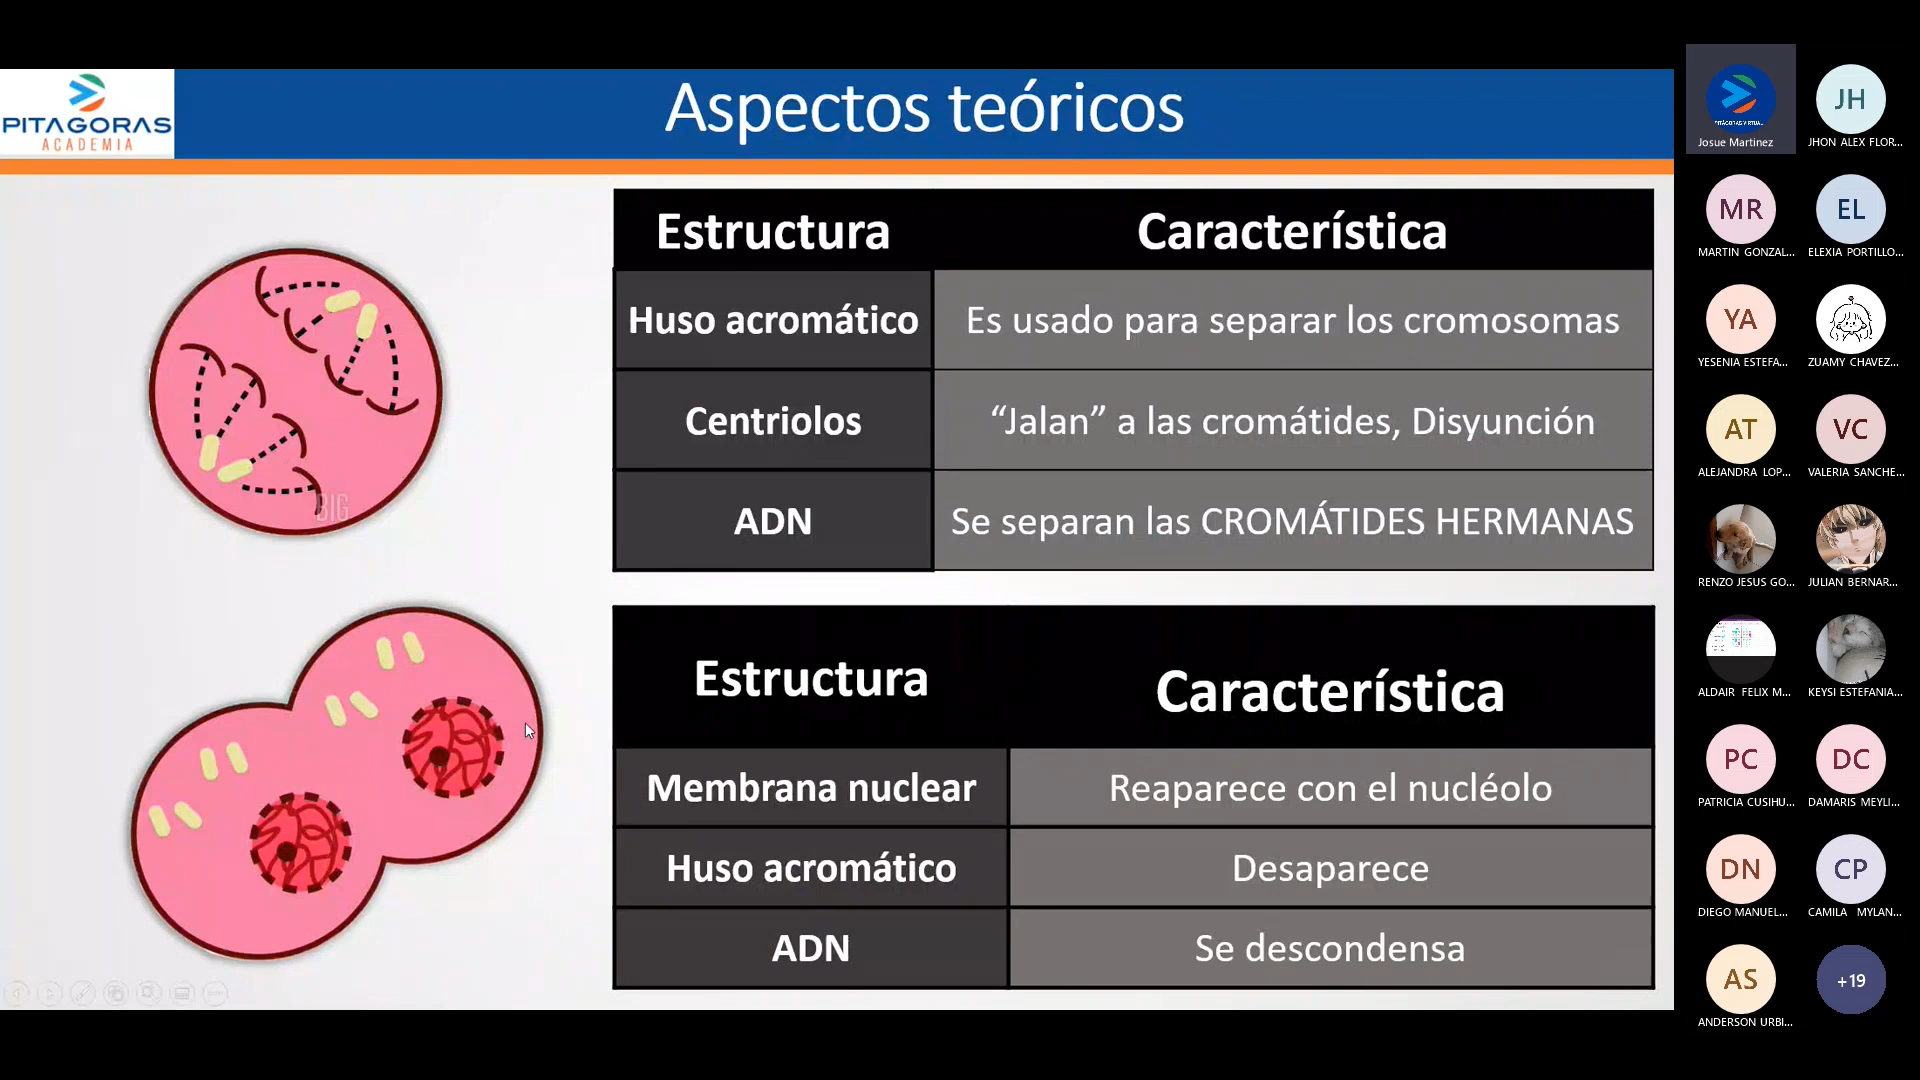 PITAGORAS
ACADEMIA
Aspectos teóricos
Estructura Característica
Huso acromático Es usado para separar los cromosomas
Centriolos “Jalan” a las cromátides, Disyunción
ADN Se separan las CROMÁTIDES HERMANAS
BIG
Estructura Característica
Membrana nuclear Reaparece con el nucléolo
Huso acromático Desaparece
ADN Se descondensa
PITÁGORAS VIRTUAL
JH
Josue Martinez
JHON ALEX FLOR...
MR
EL
MARTIN GONZAL...
ELEXIA PORTILLO...
YA
YESENIA ESTEFA...
ZUAMY CHAVEZ...
AT
VC
ALEJANDRA LOP...
VALERIA SANCHE...
RENZO JESUS GO...
JULIAN BERNAR...
ALDAIR FELIX M...
KEYSI ESTEFANIA...
PC
DC
PATRICIA CUSIHU...
DAMARIS MEYLI...
DN
CP
DIEGO MANUEL...
CAMILA MYLAN...
AS
+19
ANDERSON URBI...